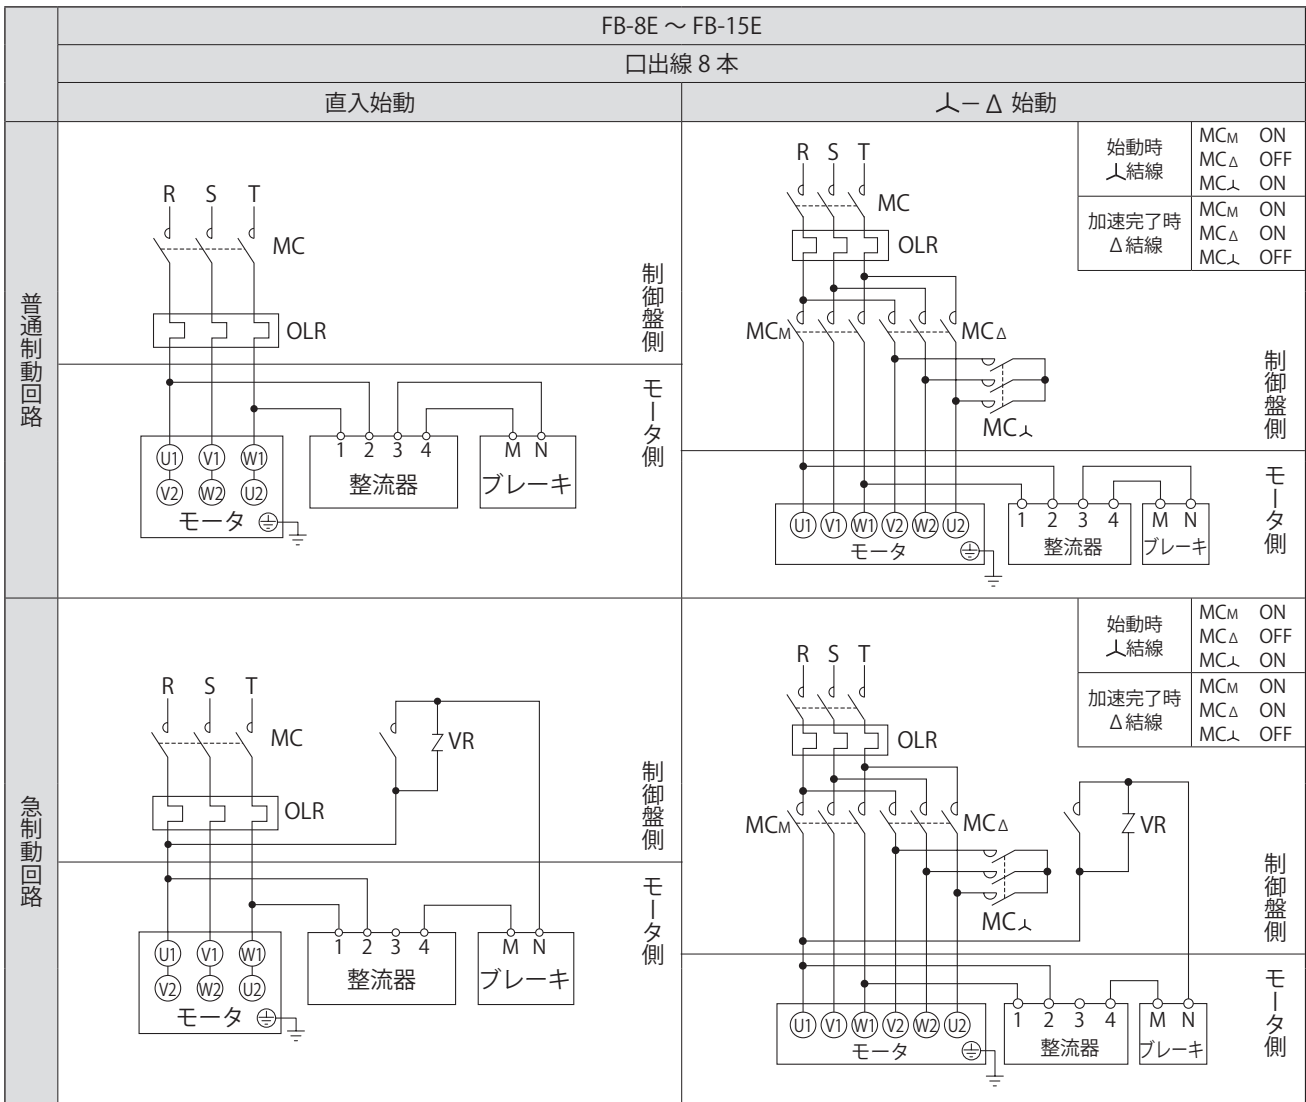 FB-8E ～ FB-15E
口出線 8 本
直入始動
人－Δ 始動
普通制動回路
R S T
MC
OLR
制御盤側
モータ側
U1 V1 W1
V2 W2 U2
モータ
1 2 3 4
整流器
M N
ブレーキ
始動時
人結線
MCM ON
MCΔ OFF
MC人 ON
加速完了時
Δ結線
MCM ON
MCΔ ON
MC人 OFF
R S T
MC
OLR
MCM
MCΔ
MC人
制御盤側
モータ側
U1 V1 W1 V2 W2 U2
モータ
1 2 3 4
整流器
M N
ブレーキ
急制動回路
R S T
MC
VR
OLR
制御盤側
モータ側
U1 V1 W1
V2 W2 U2
モータ
1 2 3 4
整流器
M N
ブレーキ
始動時
人結線
MCM ON
MCΔ OFF
MC人 ON
加速完了時
Δ結線
MCM ON
MCΔ ON
MC人 OFF
R S T
OLR
MCM
MCΔ
VR
MC人
制御盤側
モータ側
U1 V1 W1 V2 W2 U2
モータ
1 2 3 4
整流器
M N
ブレーキ